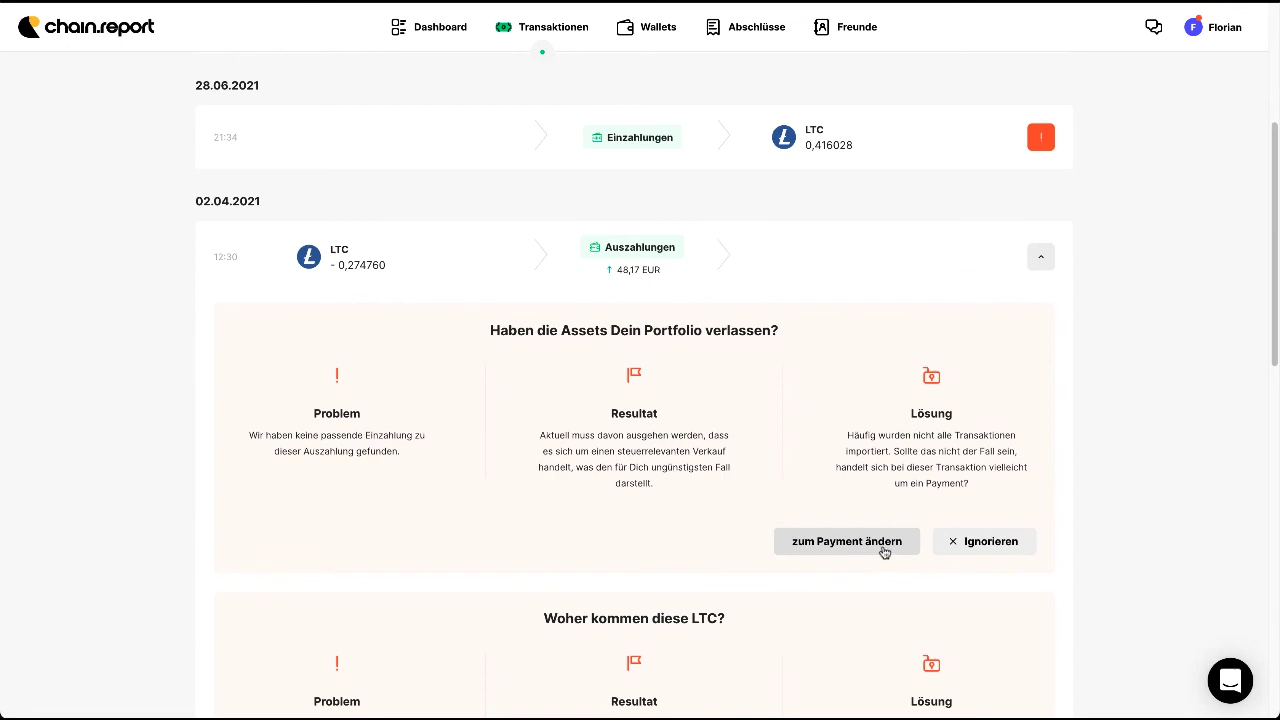 chain.report
Dashboard
Transaktionen
Wallets
Abschlüsse
Freunde
F
Florian
28.06.2021
21:34
Einzahlungen
LTC
0,416028
!
02.04.2021
12:30
LTC
- 0,274760
Auszahlungen
↑ 48,17 EUR
Haben die Assets Dein Portfolio verlassen?
!
Problem
Wir haben keine passende Einzahlung zu
dieser Auszahlung gefunden.
Resultat
Aktuell muss davon ausgehen werden, dass
es sich um einen steuerrelevanten Verkauf
handelt, was den für Dich ungünstigsten Fall
darstellt.
Lösung
Häufig wurden nicht alle Transaktionen
importiert. Sollte das nicht der Fall sein,
handelt sich bei dieser Transaktion vielleicht
um ein Payment?
zum Payment ändern
× Ignorieren
Woher kommen diese LTC?
!
Problem
Resultat
Lösung